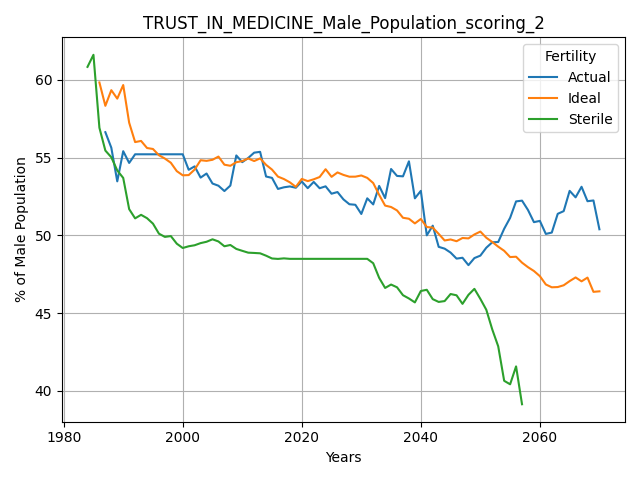 TRUST_IN_MEDICINE_Male_Population_scoring_2
Fertility
Actual
Ideal
Sterile
% of Male Population
60
55
50
45
40
1980
2000
2020
2040
2060
Years